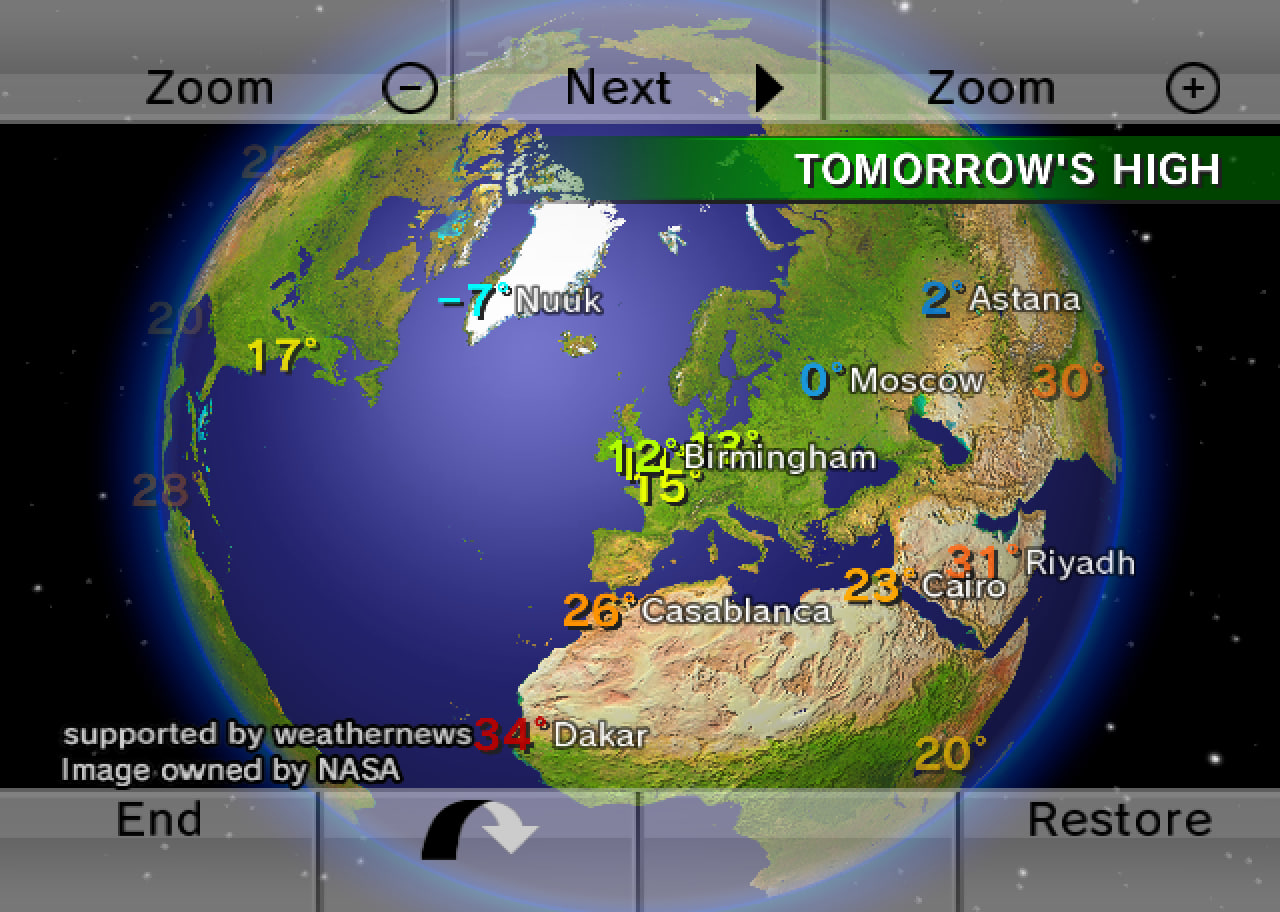 -13
Zoom − Next Zoom +
25
TOMORROW'S HIGH
-7° Nuuk
2° Astana
20
17°
0° Moscow
30°
13°
12° Birmingham
15°
28°
31° Riyadh
23° Cairo
26° Casablanca
34° Dakar
supported by weathernews
20°
Image owned by NASA
End Restore